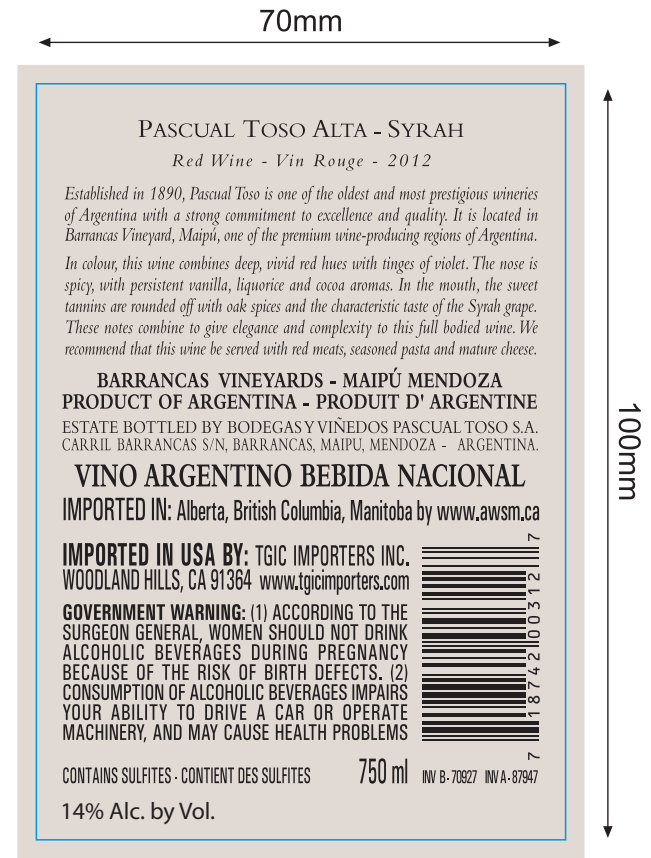 70mm
PASCUAL TOSO ALTA - SYRAH
Red Wine - Vin Rouge - 2012
Established in 1890, Pascual Toso is one of the oldest and most prestigious wineries
of Argentina with a strong commitment to excellence and quality. It is located in
Barrancas Vineyard, Maipú, one of the premium wine-producing regions of Argentina.
In colour, this wine combines deep, vivid red hues with tinges of violet. The nose is
spicy, with persistent vanilla, liquorice and cocoa aromas. In the mouth, the sweet
tannins are rounded off with oak spices and the characteristic taste of the Syrah grape.
These notes combine to give elegance and complexity to this full bodied wine. We
recommend that this wine be served with red meats, seasoned pasta and mature cheese.
BARRANCAS VINEYARDS - MAIPÚ MENDOZA
PRODUCT OF ARGENTINA - PRODUIT D' ARGENTINE
ESTATE BOTTLED BY BODEGAS Y VIÑEDOS PASCUAL TOSO S.A.
CARRIL BARRANCAS S/N, BARRANCAS, MAIPU, MENDOZA - ARGENTINA.
VINO ARGENTINO BEBIDA NACIONAL
IMPORTED IN: Alberta, British Columbia, Manitoba by www.awsm.ca
IMPORTED IN USA BY: TGIC IMPORTERS INC.
WOODLAND HILLS, CA 91364 www.tgicimporters.com
GOVERNMENT WARNING: (1) ACCORDING TO THE
SURGEON GENERAL, WOMEN SHOULD NOT DRINK
ALCOHOLIC BEVERAGES DURING PREGNANCY
BECAUSE OF THE RISK OF BIRTH DEFECTS. (2)
CONSUMPTION OF ALCOHOLIC BEVERAGES IMPAIRS
YOUR ABILITY TO DRIVE A CAR OR OPERATE
MACHINERY, AND MAY CAUSE HEALTH PROBLEMS
7 18742 00312 7
CONTAINS SULFITES - CONTIENT DES SULFITES 750 ml INV B - 70927 INV A - 87947
14% Alc. by Vol.
100mm